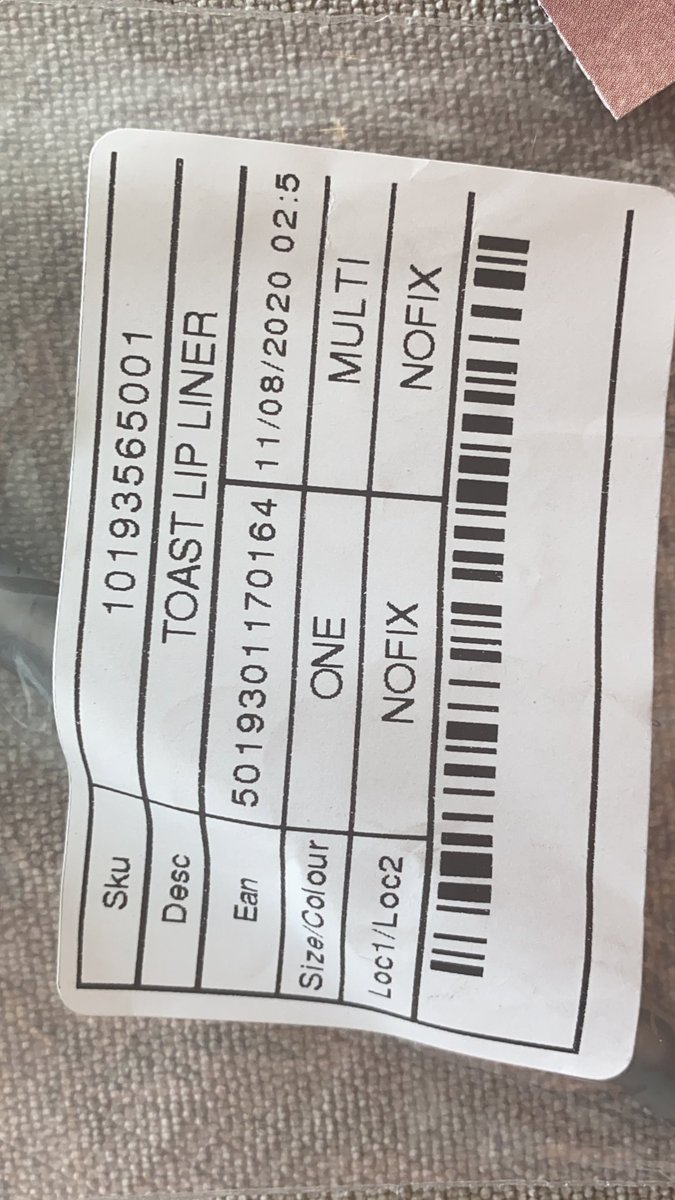 Sku 10193565001
Desc TOAST LIP LINER
Ean 5019301170164 11/08/2020 02:5
Size/Colour ONE MULTI
Loc1/Loc2 NOFIX NOFIX